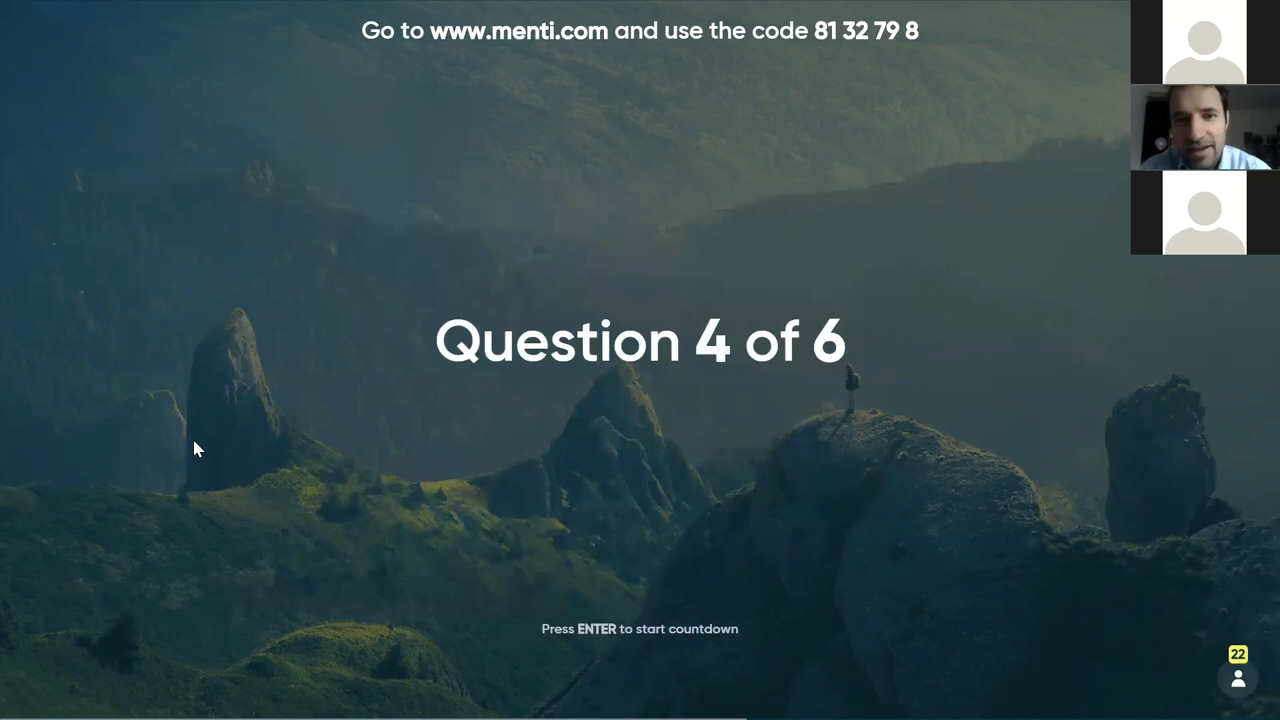 Go to www.menti.com and use the code 81 32 79 8
Question 4 of 6
Press ENTER to start countdown
22